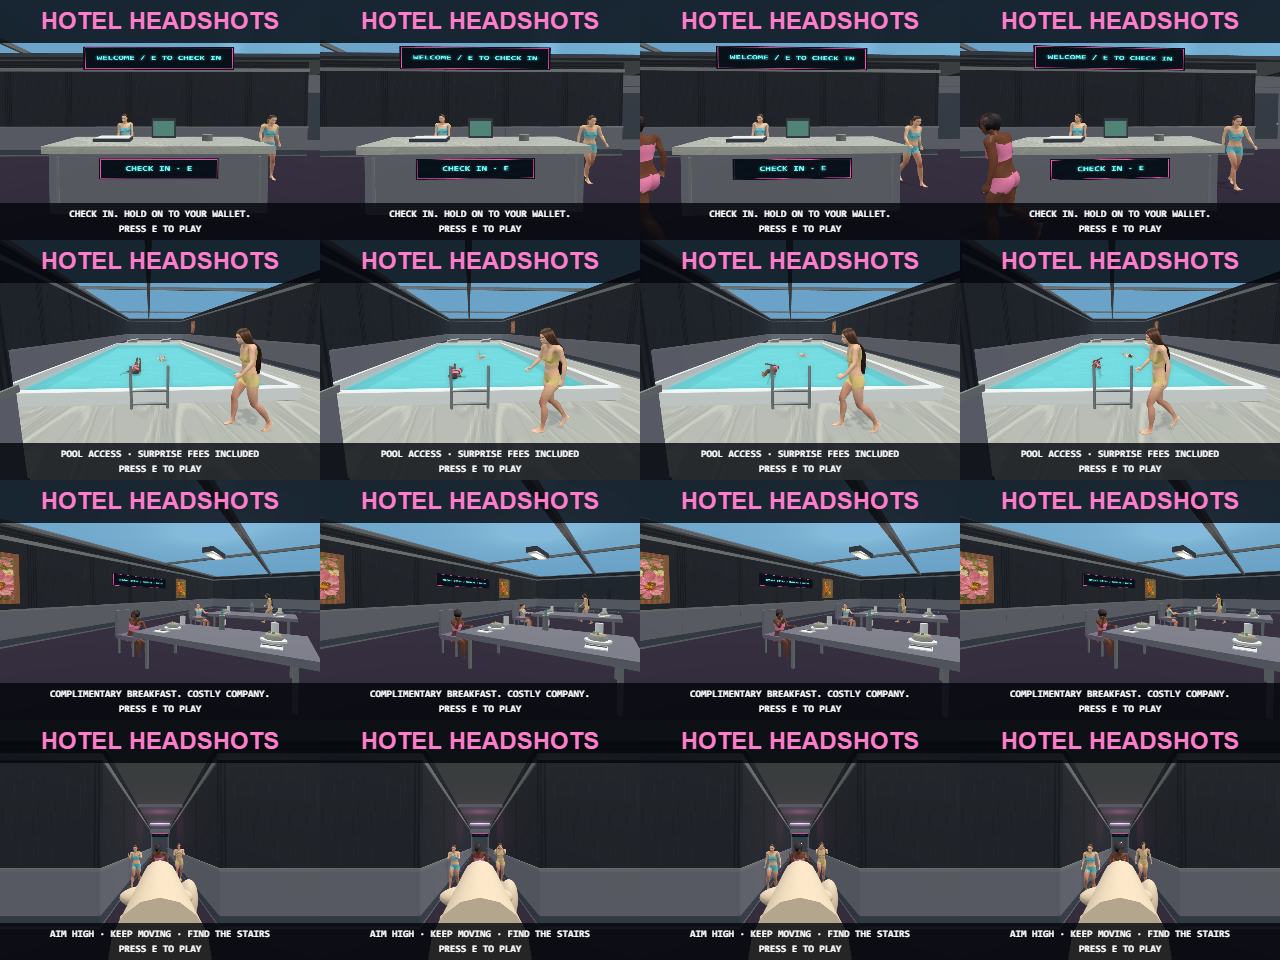 HOTEL HEADSHOTS HOTEL HEADSHOTS HOTEL HEADSHOTS HOTEL HEADSHOTS
WELCOME / E TO CHECK IN WELCOME / E TO CHECK IN WELCOME / E TO CHECK IN WELCOME / E TO CHECK IN
CHECK IN - E CHECK IN - E CHECK IN - E CHECK IN - E
CHECK IN. HOLD ON TO YOUR WALLET. CHECK IN. HOLD ON TO YOUR WALLET. CHECK IN. HOLD ON TO YOUR WALLET. CHECK IN. HOLD ON TO YOUR WALLET.
PRESS E TO PLAY PRESS E TO PLAY PRESS E TO PLAY PRESS E TO PLAY
HOTEL HEADSHOTS HOTEL HEADSHOTS HOTEL HEADSHOTS HOTEL HEADSHOTS
POOL ACCESS · SURPRISE FEES INCLUDED POOL ACCESS · SURPRISE FEES INCLUDED POOL ACCESS · SURPRISE FEES INCLUDED POOL ACCESS · SURPRISE FEES INCLUDED
PRESS E TO PLAY PRESS E TO PLAY PRESS E TO PLAY PRESS E TO PLAY
HOTEL HEADSHOTS HOTEL HEADSHOTS HOTEL HEADSHOTS HOTEL HEADSHOTS
COMPLIMENTARY BREAKFAST. COSTLY COMPANY. COMPLIMENTARY BREAKFAST. COSTLY COMPANY. COMPLIMENTARY BREAKFAST. COSTLY COMPANY. COMPLIMENTARY BREAKFAST. COSTLY COMPANY.
PRESS E TO PLAY PRESS E TO PLAY PRESS E TO PLAY PRESS E TO PLAY
HOTEL HEADSHOTS HOTEL HEADSHOTS HOTEL HEADSHOTS HOTEL HEADSHOTS
AIM HIGH · KEEP MOVING · FIND THE STAIRS AIM HIGH · KEEP MOVING · FIND THE STAIRS AIM HIGH · KEEP MOVING · FIND THE STAIRS AIM HIGH · KEEP MOVING · FIND THE STAIRS
PRESS E TO PLAY PRESS E TO PLAY PRESS E TO PLAY PRESS E TO PLAY